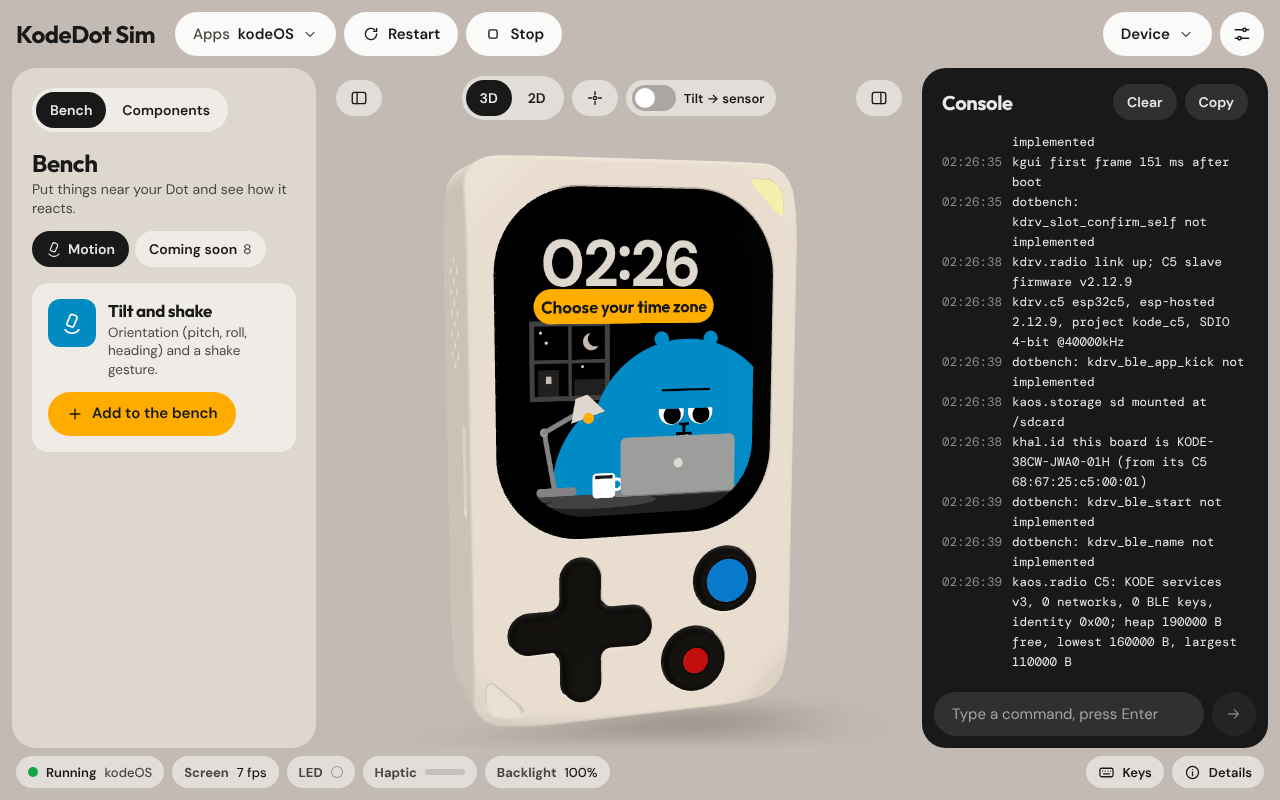 KodeDot Sim
Apps kodeOS
Restart
Stop
Device
Bench
Components
Bench
Put things near your Dot and see how it
reacts.
Motion
Coming soon 8
Tilt and shake
Orientation (pitch, roll,
heading) and a shake
gesture.
Add to the bench
3D
2D
Tilt → sensor
02:26
Choose your time zone
Console
Clear
Copy
implemented
02:26:35 kgui first frame 151 ms after
boot
02:26:35 dotbench:
kdrv_slot_confirm_self not
implemented
02:26:38 kdrv.radio link up; C5 slave
firmware v2.12.9
02:26:38 kdrv.c5 esp32c5, esp-hosted
2.12.9, project kode_c5, SDIO
4-bit @40000kHz
02:26:39 dotbench: kdrv_ble_app_kick not
implemented
02:26:38 kaos.storage sd mounted at
/sdcard
02:26:38 khal.id this board is KODE-
38CW-JWA0-01H (from its C5
68:67:25:c5:00:01)
02:26:39 dotbench: kdrv_ble_start not
implemented
02:26:39 dotbench: kdrv_ble_name not
implemented
02:26:39 kaos.radio C5: KODE services
v3, 0 networks, 0 BLE keys,
identity 0x00; heap 190000 B
free, lowest 160000 B, largest
110000 B
Type a command, press Enter
Running kodeOS
Screen 7 fps
LED
Haptic
Backlight 100%
Keys
Details